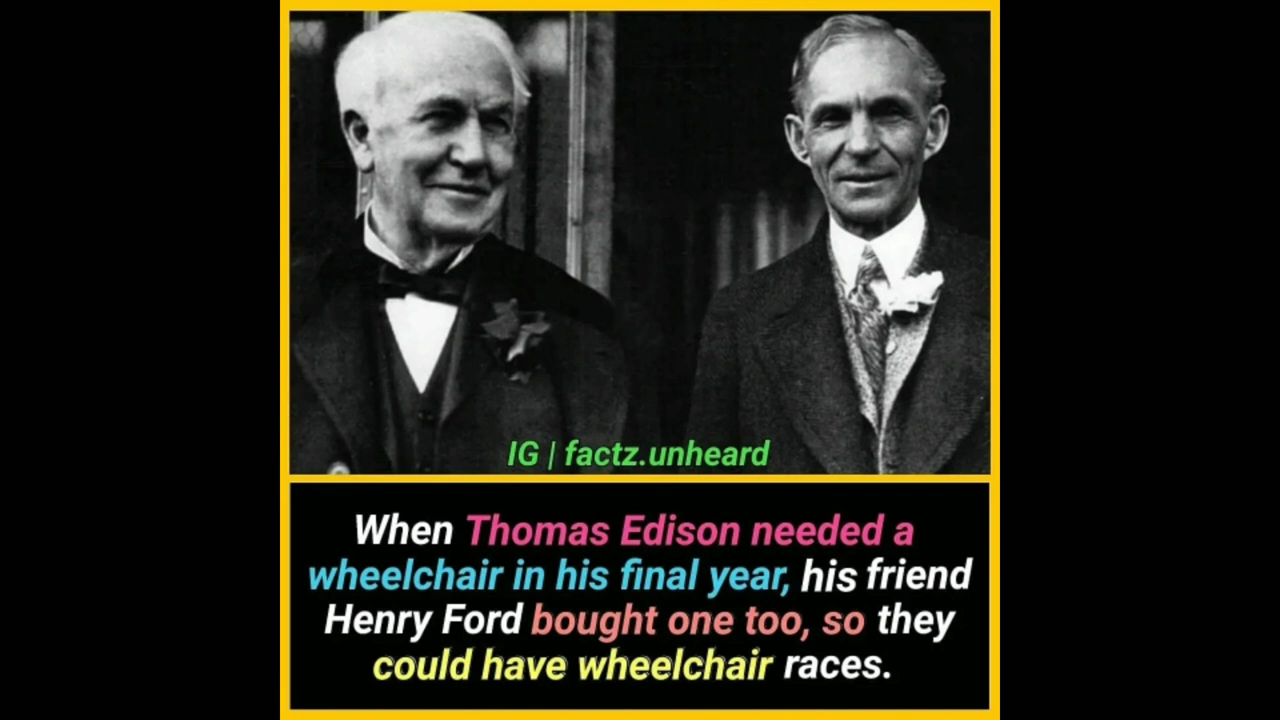 IG | factz.unheard
When Thomas Edison needed a
wheelchair in his final year, his friend
Henry Ford bought one too, so they
could have wheelchair races.